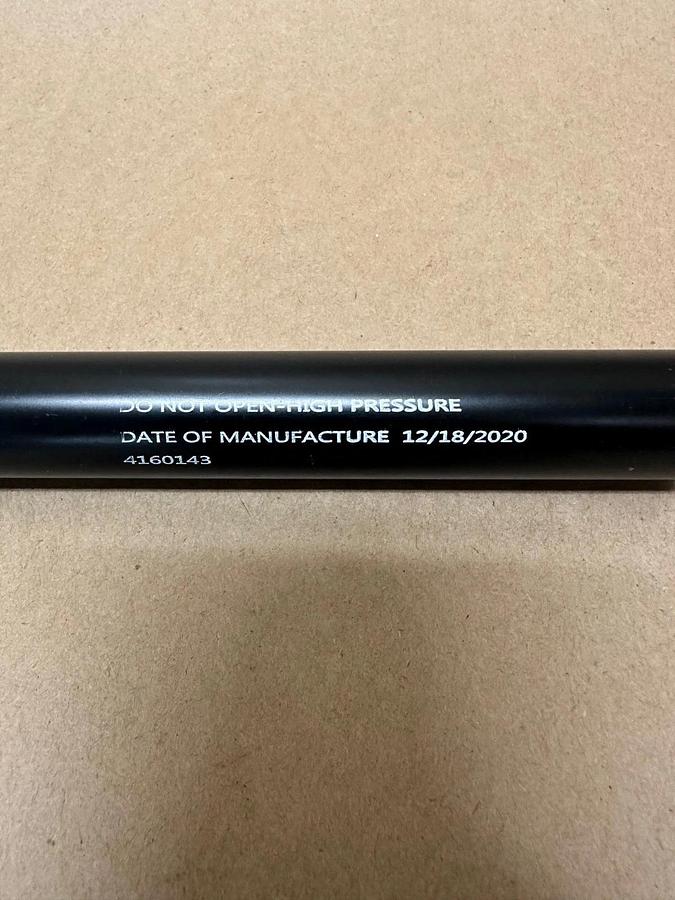 DO NOT OPEN-HIGH PRESSURE
DATE OF MANUFACTURE 12/18/2020
4160143